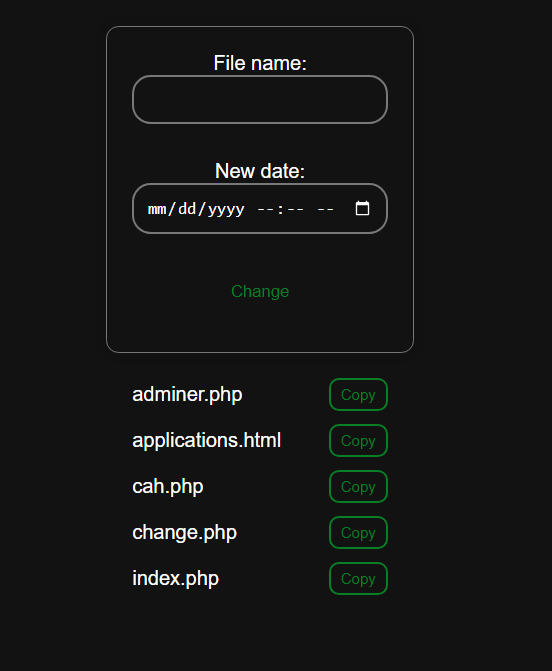 File name:
New date:
mm/dd/yyyy --:-- --
Change
adminer.php Copy
applications.html Copy
cah.php Copy
change.php Copy
index.php Copy